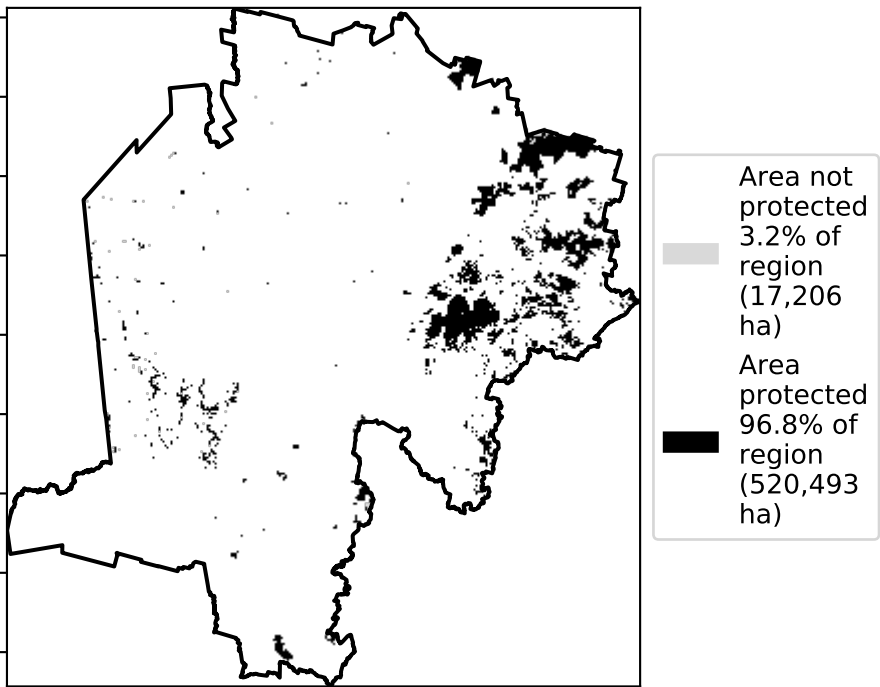 Area not
protected
3.2% of
region
(17,206
ha)
Area
protected
96.8% of
region
(520,493
ha)